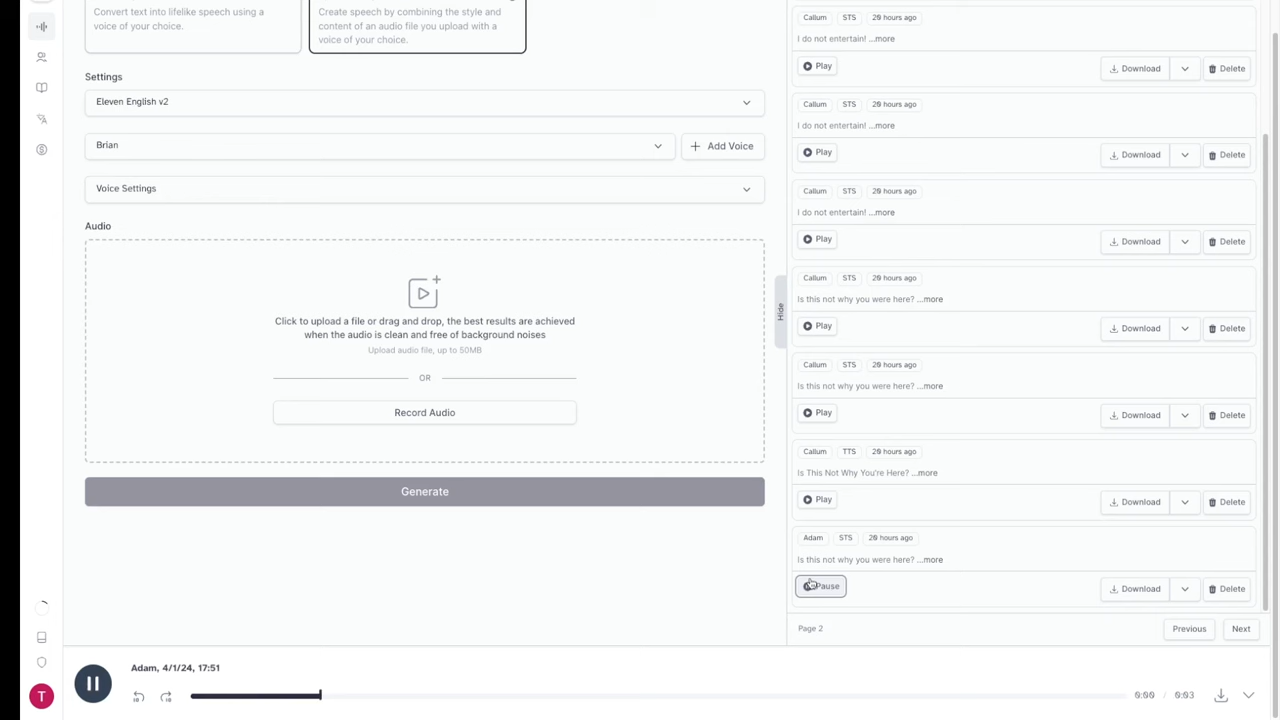 Convert text into lifelike speech using a
voice of your choice.
Create speech by combining the style and
content of an audio file you upload with a
voice of your choice.
Settings
Eleven English v2
Brian
Add Voice
Voice Settings
Audio
Click to upload a file or drag and drop, the best results are achieved
when the audio is clean and free of background noises
Upload audio file, up to 50MB
OR
Record Audio
Generate
Hide
Callum STS 20 hours ago
I do not entertain! ...more
Play Download Delete
Callum STS 20 hours ago
I do not entertain! ...more
Play Download Delete
Callum STS 20 hours ago
I do not entertain! ...more
Play Download Delete
Callum STS 20 hours ago
Is this not why you were here? ...more
Play Download Delete
Callum STS 20 hours ago
Is this not why you were here? ...more
Play Download Delete
Callum TTS 20 hours ago
Is This Not Why You're Here? ...more
Play Download Delete
Adam STS 20 hours ago
Is this not why you were here? ...more
Pause Download Delete
Page 2 Previous Next
T
Adam, 4/1/24, 17:51
0:00 / 0:03